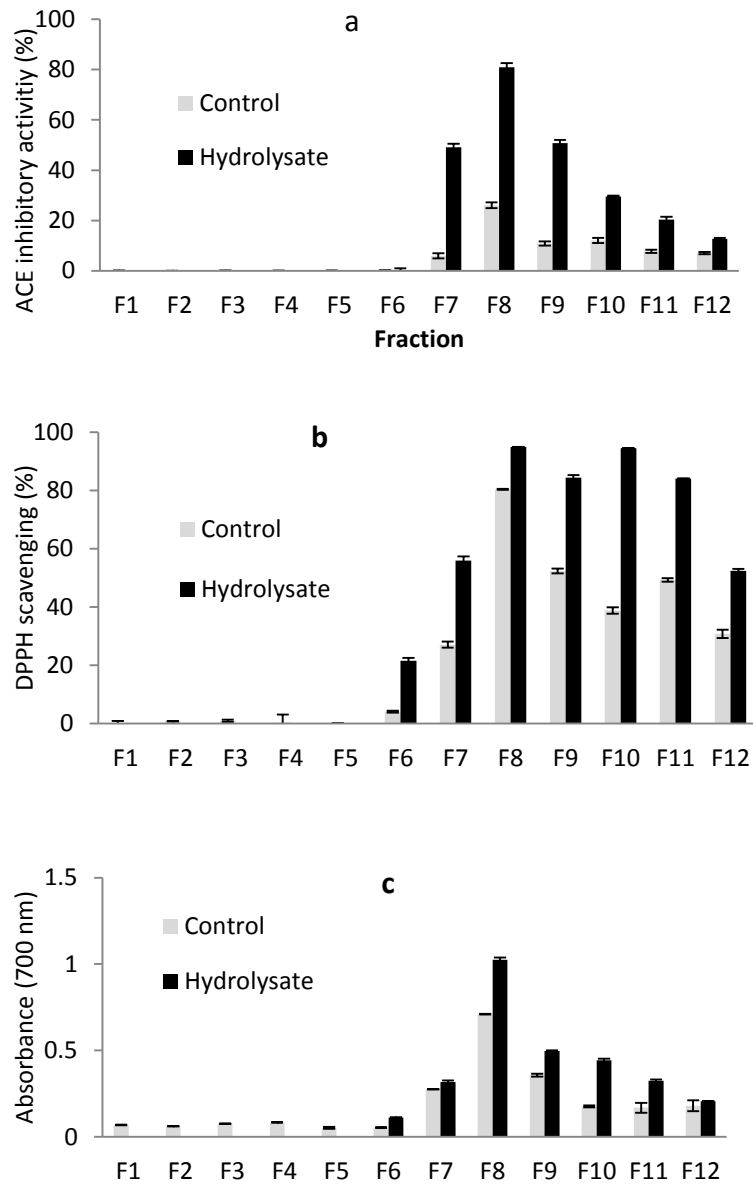 a
ACE inhibitory activitiy (%)
100
80
60
40
20
0
Control
Hydrolysate
F1 F2 F3 F4 F5 F6 F7 F8 F9 F10 F11 F12
Fraction
b
DPPH scavenging (%)
100
80
60
40
20
0
Control
Hydrolysate
F1 F2 F3 F4 F5 F6 F7 F8 F9 F10 F11 F12
c
Absorbance (700 nm)
1.5
1
0.5
0
Control
Hydrolysate
F1 F2 F3 F4 F5 F6 F7 F8 F9 F10 F11 F12